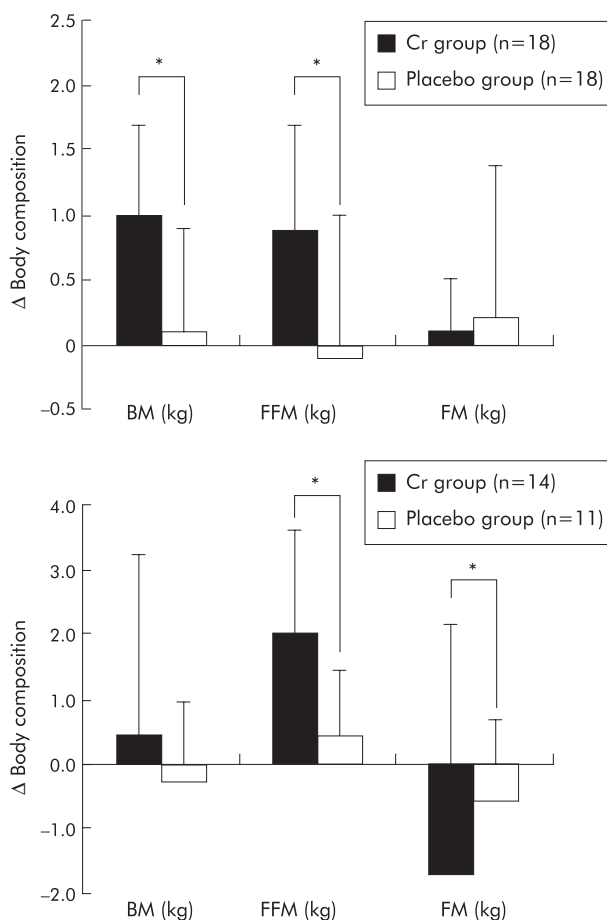 2.5
2.0
1.5
1.0
0.5
0
–0.5
Δ Body composition
Cr group (n=18)
Placebo group (n=18)
*
*
BM (kg)
FFM (kg)
FM (kg)
4.0
3.0
2.0
1.0
0.0
–1.0
–2.0
Δ Body composition
Cr group (n=14)
Placebo group (n=11)
*
*
BM (kg)
FFM (kg)
FM (kg)